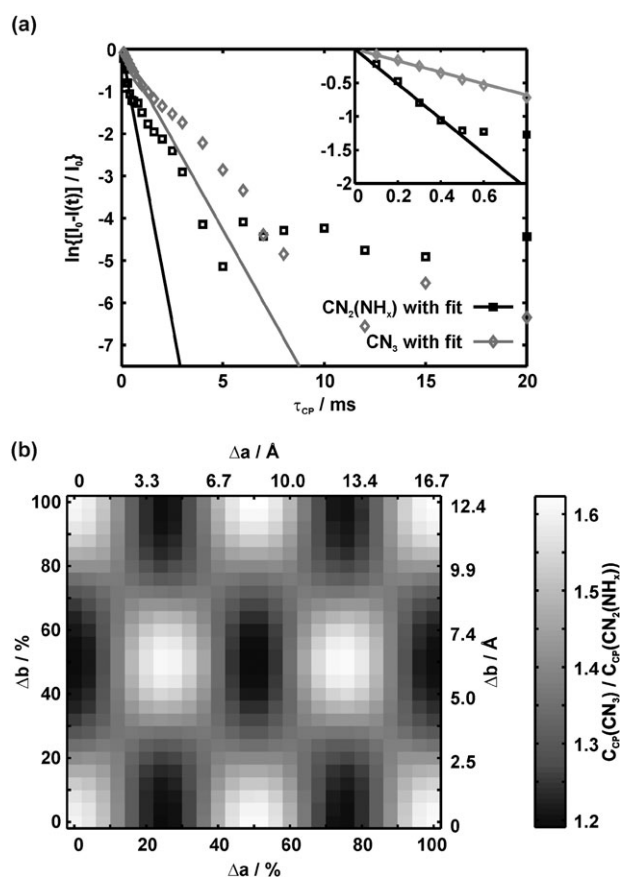 (a)
ln{[I₀-I(t)] / I₀}
0
-1
-2
-3
-4
-5
-6
-7
0 5 10 15 20
τCP / ms
0
-0.5
-1
-1.5
-2
0 0.2 0.4 0.6
CN₂(NHₓ) with fit
CN₃ with fit
(b)
Δa / Å
0 3.3 6.7 10.0 13.4 16.7
Δb / %
100
80
60
40
20
0
12.4
9.9
7.4
5.0
2.5
0
Δb / Å
0 20 40 60 80 100
Δa / %
1.6
1.5
1.4
1.3
1.2
CCP(CN₃) / CCP(CN₂(NHₓ))